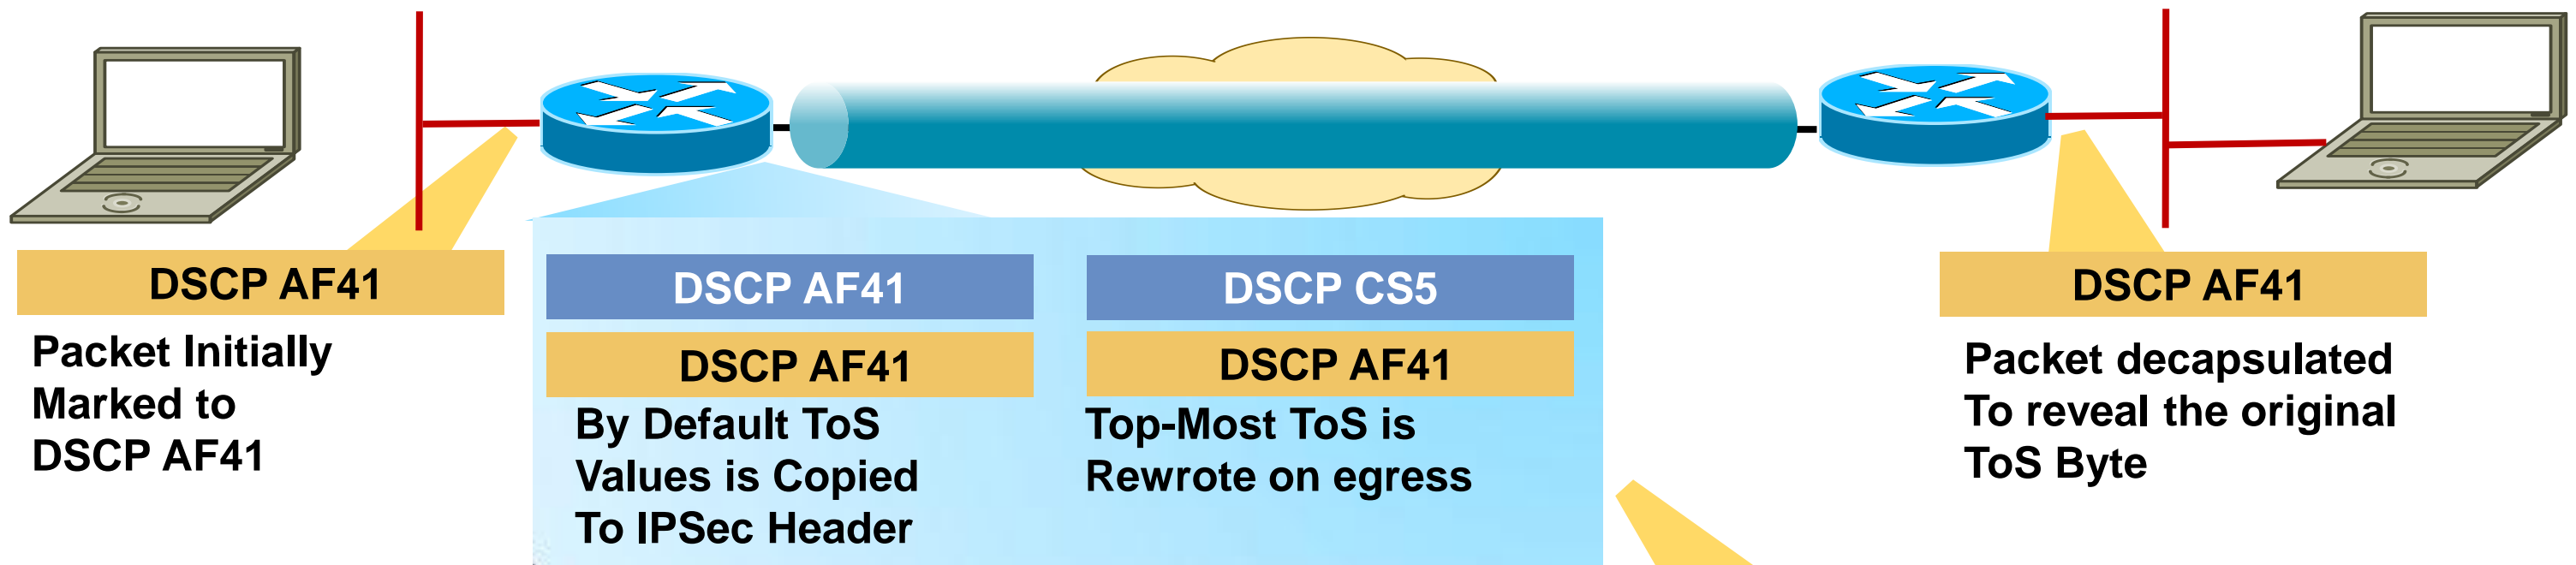 DSCP AF41
Packet Initially
Marked to
DSCP AF41
DSCP AF41
DSCP AF41
By Default ToS
Values is Copied
To IPSec Header
DSCP CS5
DSCP AF41
Top-Most ToS is
Rewrote on egress
DSCP AF41
Packet decapsulated
To reveal the original
ToS Byte